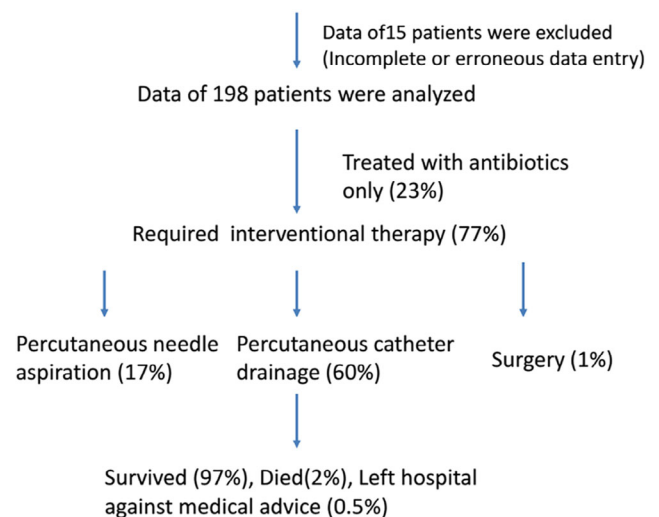 Data of15 patients were excluded
(Incomplete or erroneous data entry)
Data of 198 patients were analyzed
Treated with antibiotics
only (23%)
Required interventional therapy (77%)
Percutaneous needle
aspiration (17%)
Percutaneous catheter
drainage (60%)
Surgery (1%)
Survived (97%), Died(2%), Left hospital
against medical advice (0.5%)